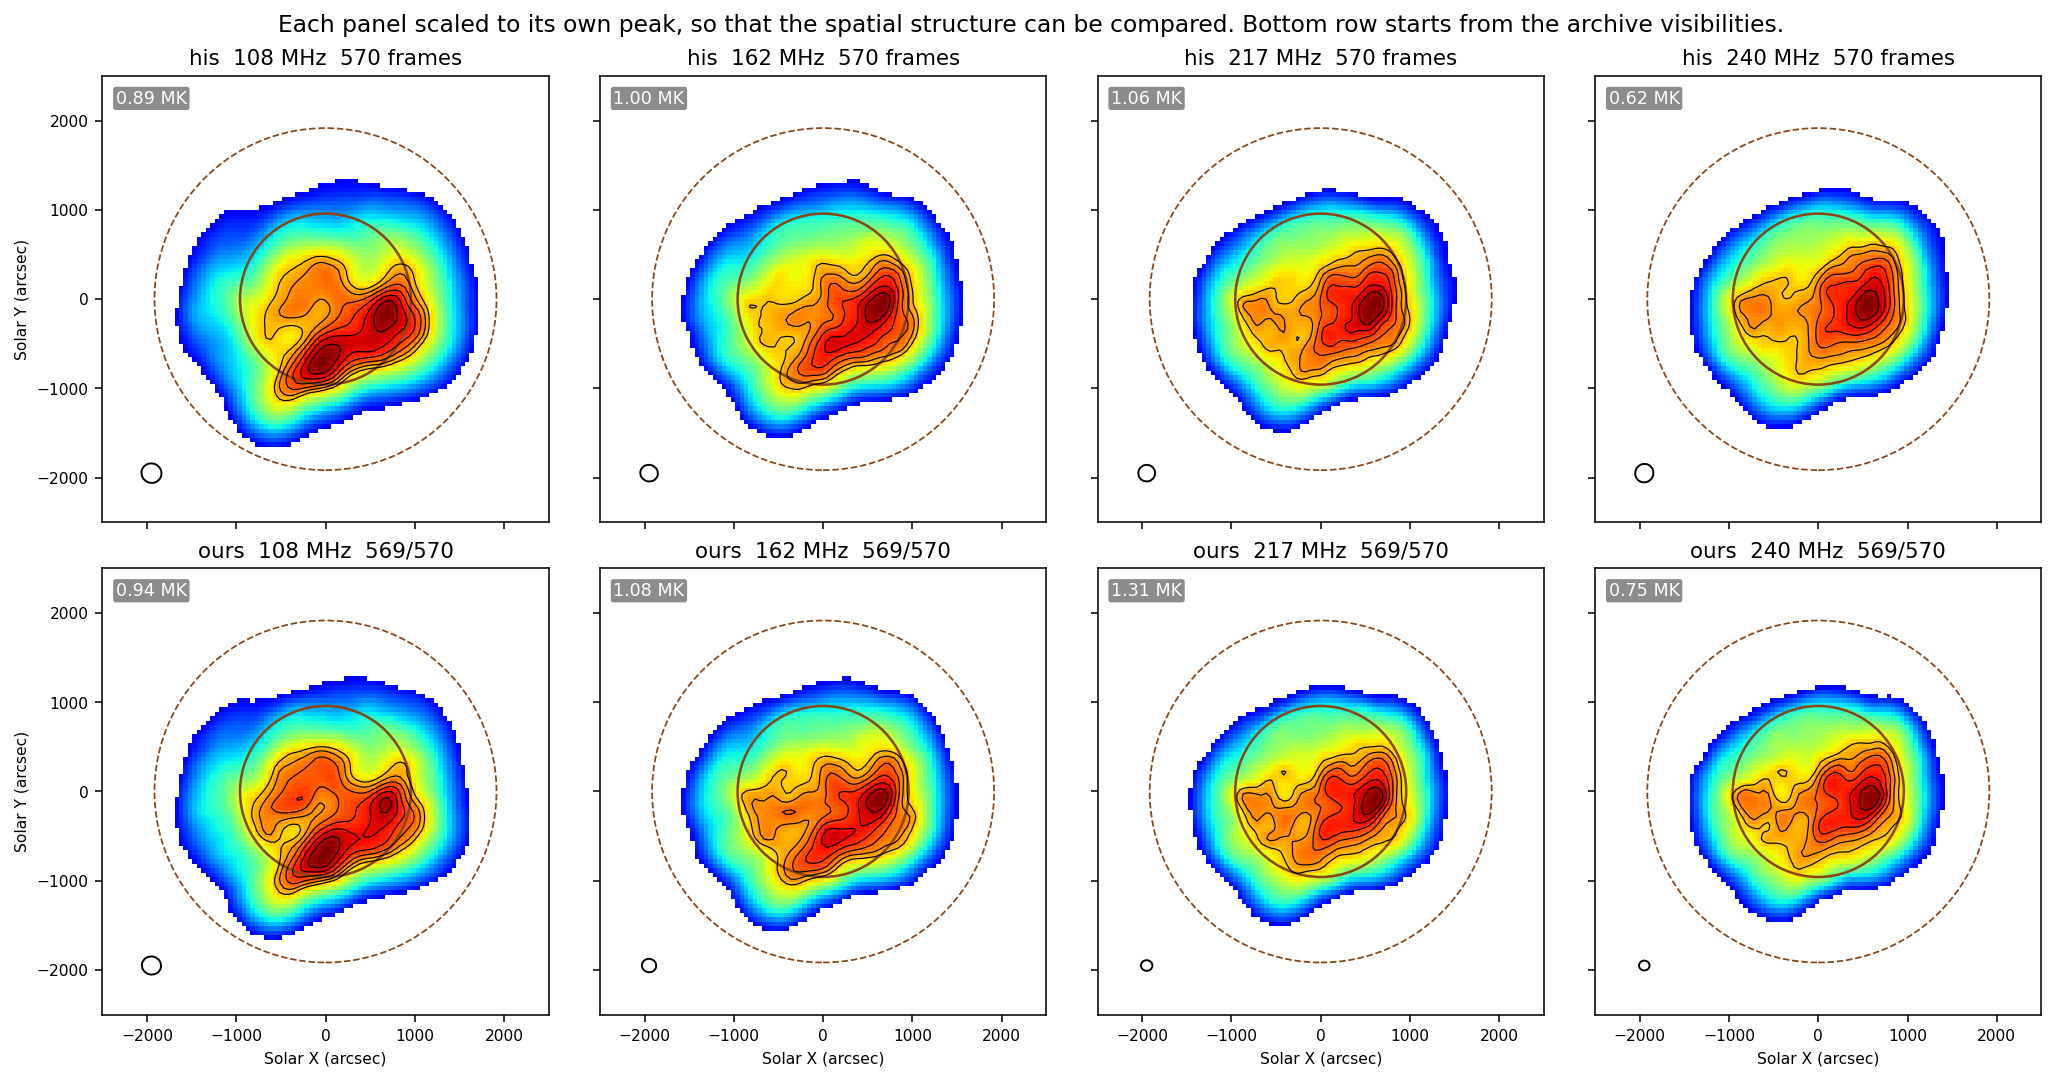 Each panel scaled to its own peak, so that the spatial structure can be compared. Bottom row starts from the archive visibilities.
his  108 MHz  570 frames
his  162 MHz  570 frames
his  217 MHz  570 frames
his  240 MHz  570 frames
0.89 MK
1.00 MK
1.06 MK
0.62 MK
2000
1000
0
−1000
−2000
Solar Y (arcsec)
ours  108 MHz  569/570
ours  162 MHz  569/570
ours  217 MHz  569/570
ours  240 MHz  569/570
0.94 MK
1.08 MK
1.31 MK
0.75 MK
2000
1000
0
−1000
−2000
Solar Y (arcsec)
−2000 −1000 0 1000 2000
−2000 −1000 0 1000 2000
−2000 −1000 0 1000 2000
−2000 −1000 0 1000 2000
Solar X (arcsec)
Solar X (arcsec)
Solar X (arcsec)
Solar X (arcsec)